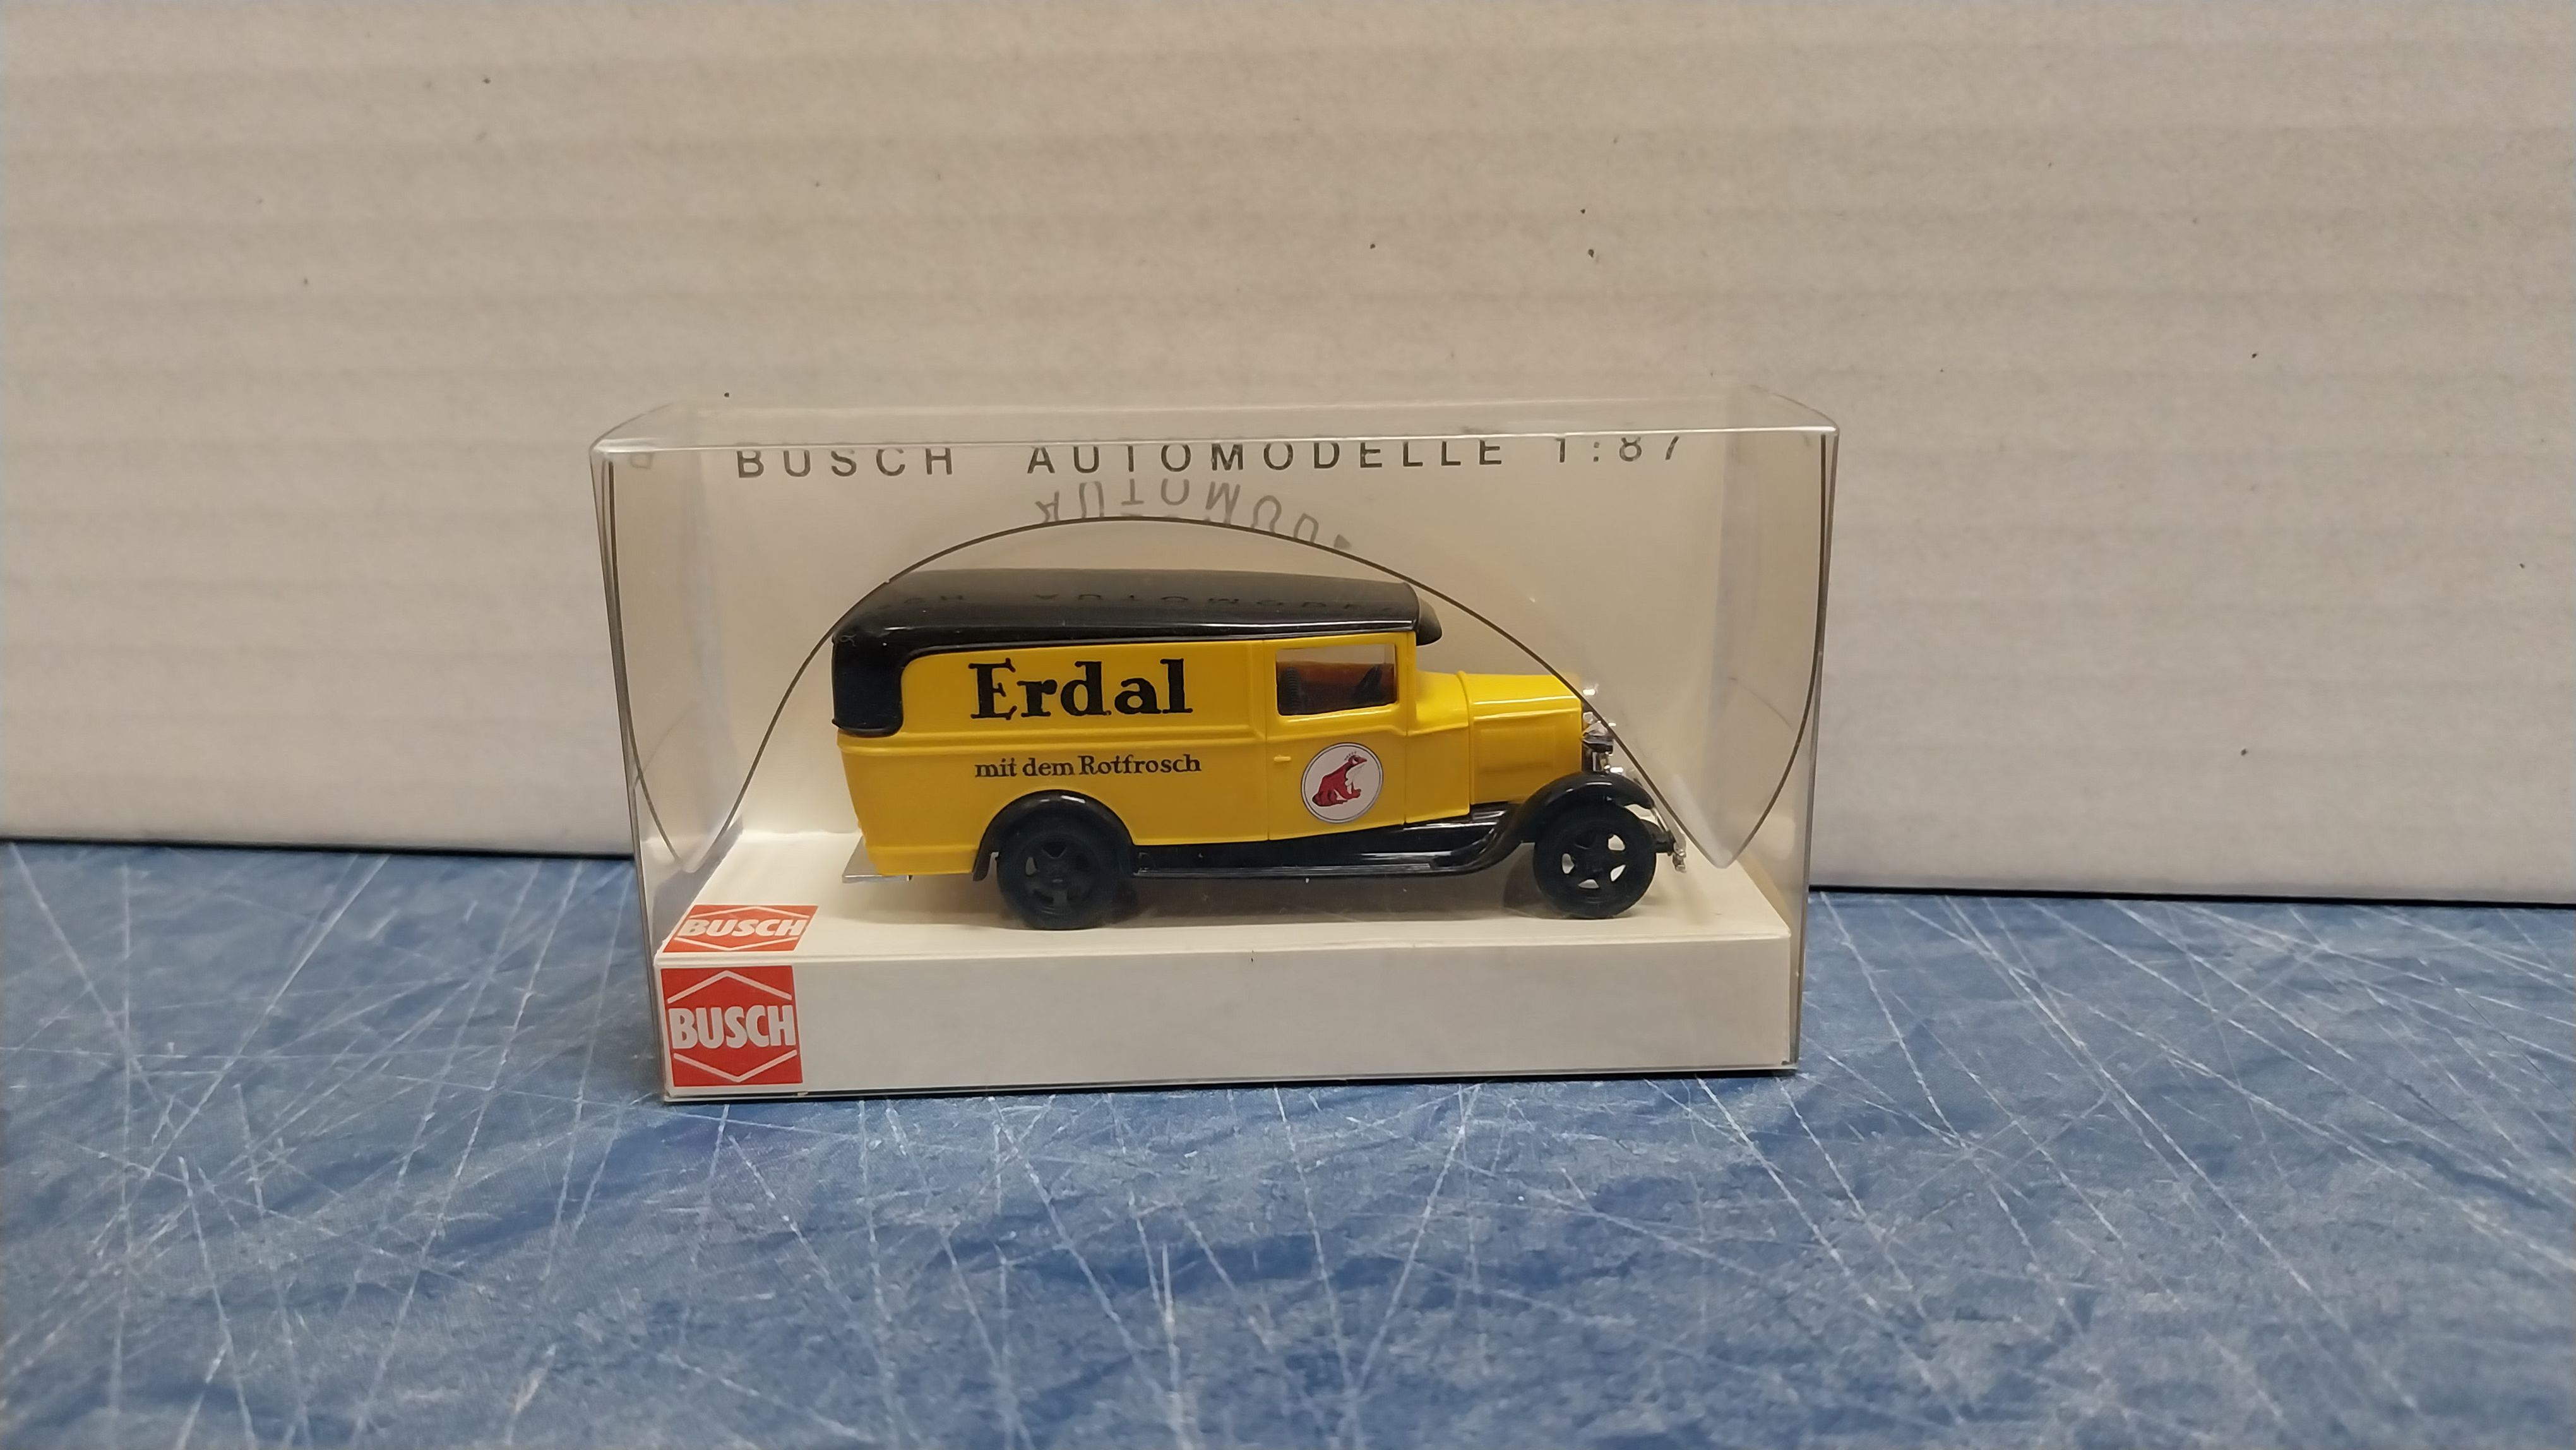 BUSCH AUTOMODELLE 1:87
Erdal
mit dem Rotfrosch
BUSCH
BUSCH